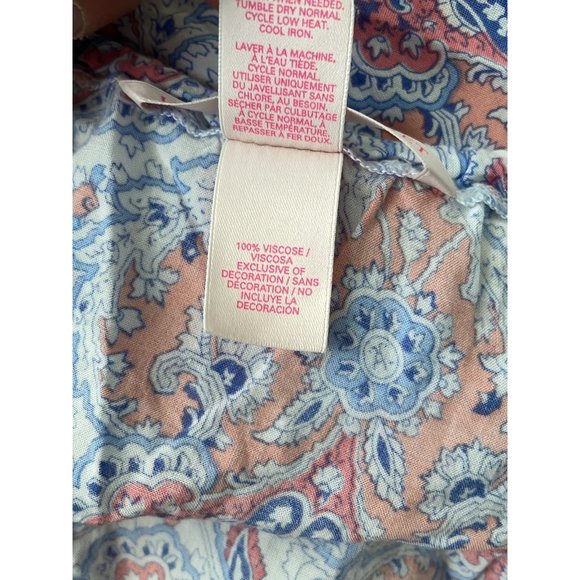 THEN NEEDED.
TUMBLE DRY NORMAL
CYCLE LOW HEAT.
COOL IRON.
LAVER À LA MACHINE,
À L'EAU TIÈDE.
CYCLE NORMAL.
UTILISER UNIQUEMENT
DU JAVELLISANT SANS
CHLORE, AU BESOIN.
SÉCHER PAR CULBUTAGE
À CYCLE NORMAL, À
BASSE TEMPÉRATURE.
REPASSER À FER DOUX.
100% VISCOSE /
VISCOSA
EXCLUSIVE OF
DECORATION / SANS
DÉCORATION / NO
INCLUYE LA
DECORACIÓN